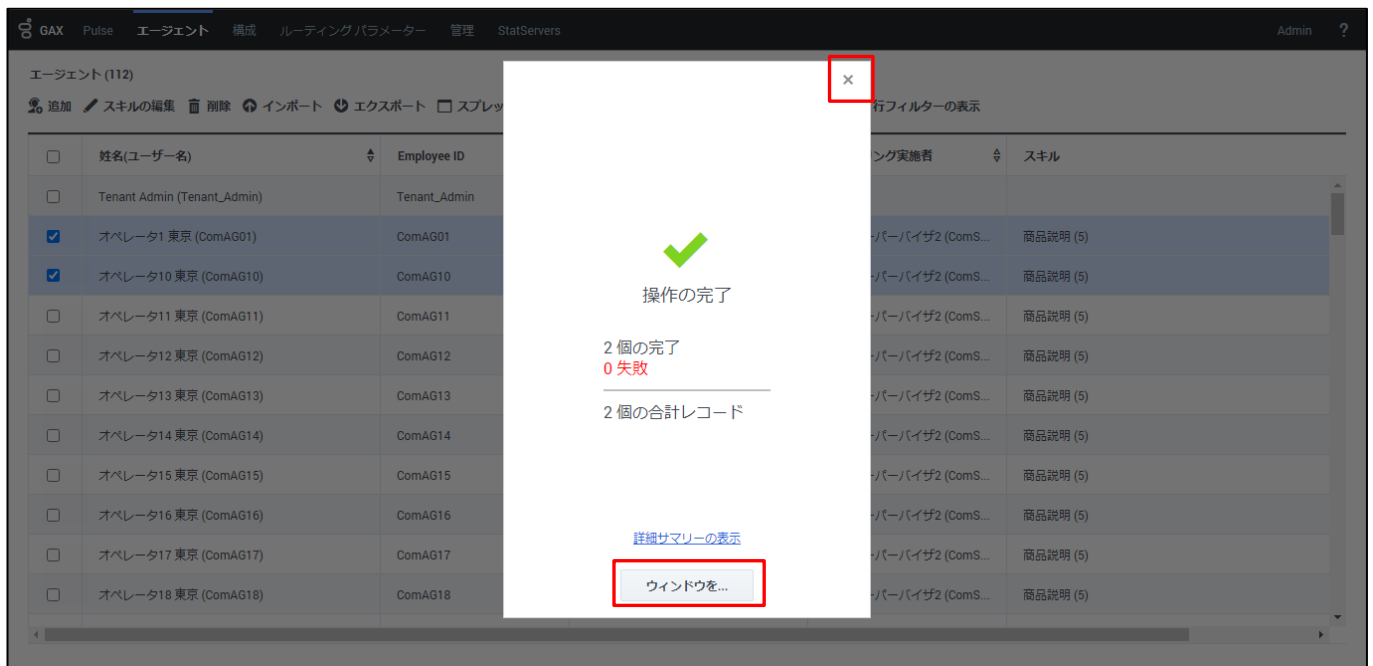 GAX Pulse エージェント 構成 ルーティング パラメーター 管理 StatServers Admin ?
エージェント (112)
追加 スキルの編集 削除 インポート エクスポート スプレッ 行フィルターの表示
姓名(ユーザー名) Employee ID ング実施者 スキル
Tenant Admin (Tenant_Admin) Tenant_Admin
オペレータ1 東京 (ComAG01) ComAG01 ーパーバイザ2 (ComS... 商品説明 (5)
オペレータ10 東京 (ComAG10) ComAG10 ーパーバイザ2 (ComS... 商品説明 (5)
オペレータ11 東京 (ComAG11) ComAG11 ーパーバイザ2 (ComS... 商品説明 (5)
オペレータ12 東京 (ComAG12) ComAG12 ーパーバイザ2 (ComS... 商品説明 (5)
オペレータ13 東京 (ComAG13) ComAG13 ーパーバイザ2 (ComS... 商品説明 (5)
オペレータ14 東京 (ComAG14) ComAG14 ーパーバイザ2 (ComS... 商品説明 (5)
オペレータ15 東京 (ComAG15) ComAG15 ーパーバイザ2 (ComS... 商品説明 (5)
オペレータ16 東京 (ComAG16) ComAG16 ーパーバイザ2 (ComS... 商品説明 (5)
オペレータ17 東京 (ComAG17) ComAG17 ーパーバイザ2 (ComS... 商品説明 (5)
オペレータ18 東京 (ComAG18) ComAG18 ーパーバイザ2 (ComS... 商品説明 (5)
×
操作の完了
2 個の完了
0 失敗
2 個の合計レコード
詳細サマリーの表示
ウィンドウを...